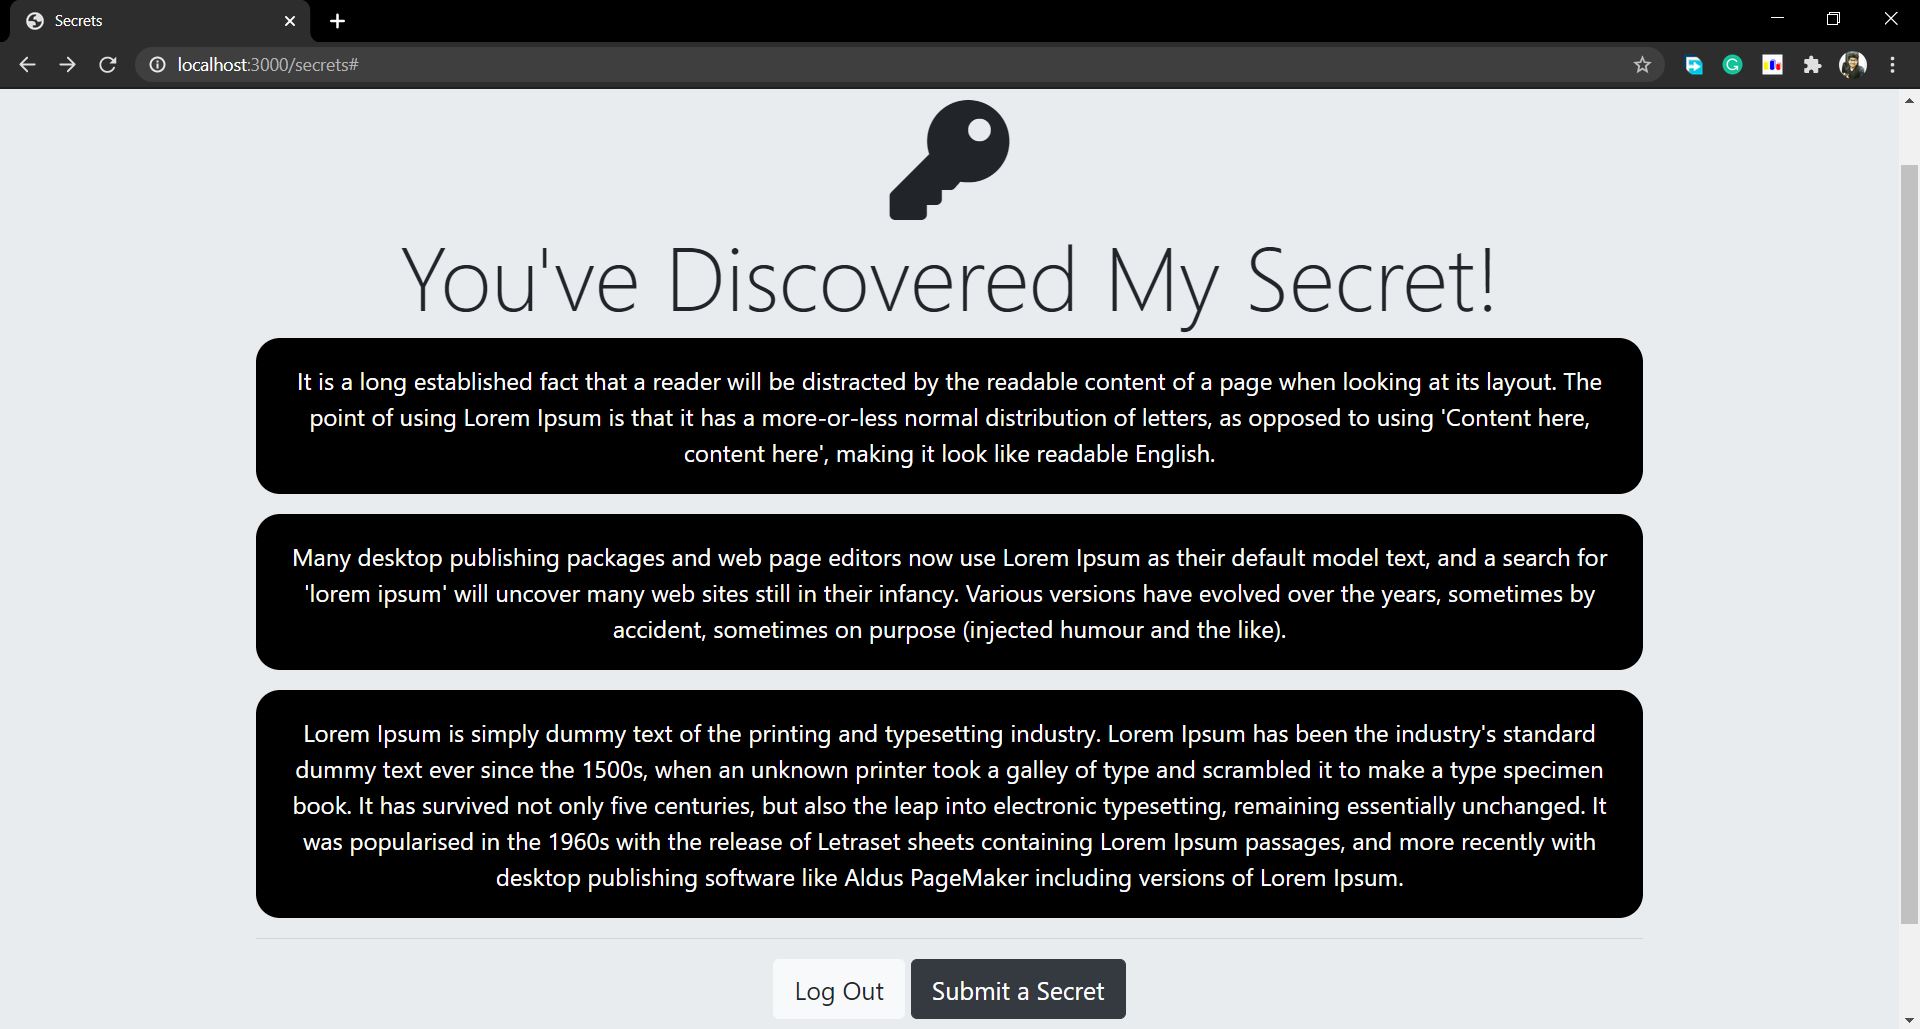 Secrets
localhost:3000/secrets#
You've Discovered My Secret!
It is a long established fact that a reader will be distracted by the readable content of a page when looking at its layout. The
point of using Lorem Ipsum is that it has a more-or-less normal distribution of letters, as opposed to using 'Content here,
content here', making it look like readable English.
Many desktop publishing packages and web page editors now use Lorem Ipsum as their default model text, and a search for
'lorem ipsum' will uncover many web sites still in their infancy. Various versions have evolved over the years, sometimes by
accident, sometimes on purpose (injected humour and the like).
Lorem Ipsum is simply dummy text of the printing and typesetting industry. Lorem Ipsum has been the industry's standard
dummy text ever since the 1500s, when an unknown printer took a galley of type and scrambled it to make a type specimen
book. It has survived not only five centuries, but also the leap into electronic typesetting, remaining essentially unchanged. It
was popularised in the 1960s with the release of Letraset sheets containing Lorem Ipsum passages, and more recently with
desktop publishing software like Aldus PageMaker including versions of Lorem Ipsum.
Log Out Submit a Secret